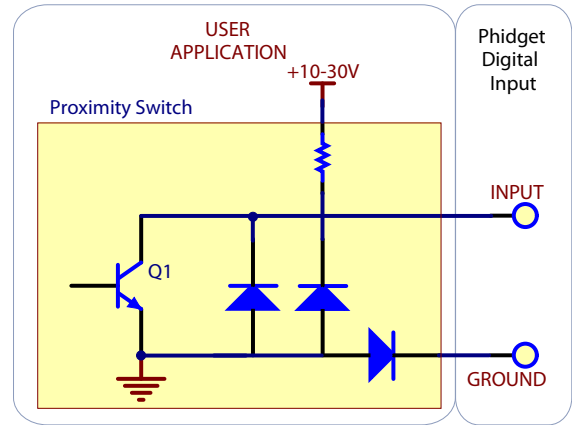 USER
APPLICATION
+10-30V
Phidget
Digital
Input
Proximity Switch
INPUT
Q1
GROUND